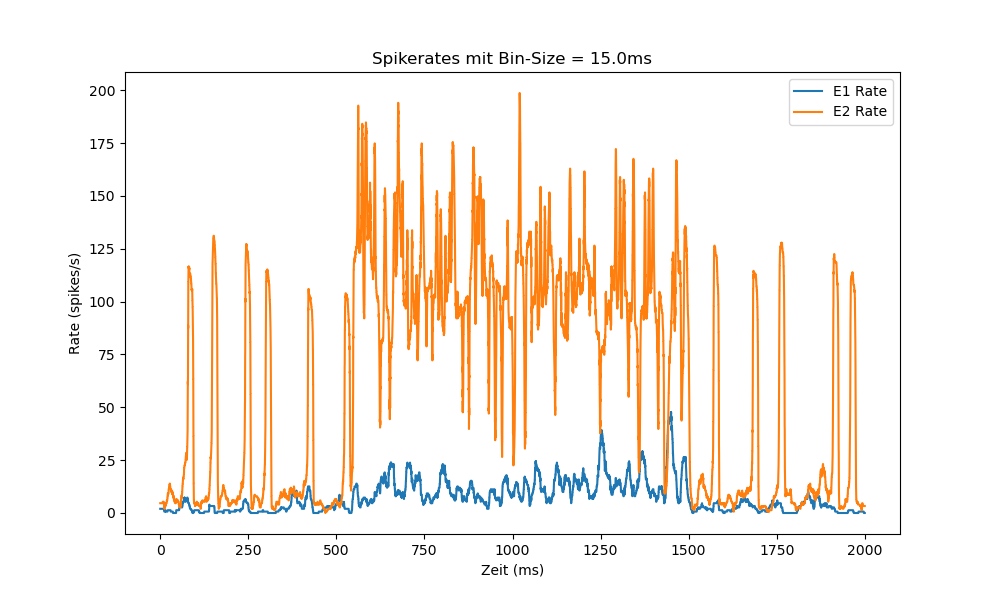 Spikerates mit Bin-Size = 15.0ms
E1 Rate
E2 Rate
Rate (spikes/s)
200
175
150
125
100
75
50
25
0
0 250 500 750 1000 1250 1500 1750 2000
Zeit (ms)